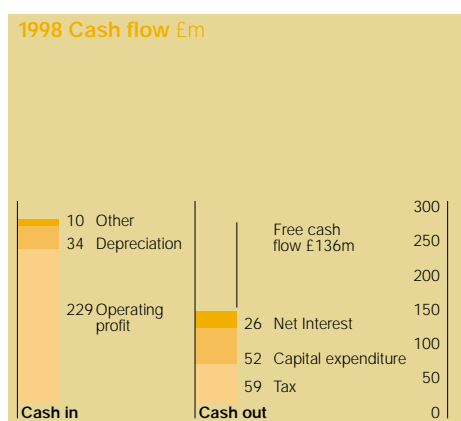 1998 Cash flow £m
10 Other
34 Depreciation
229 Operating
profit
Cash in
Free cash
flow £136m
26 Net Interest
52 Capital expenditure
59 Tax
Cash out
300
250
200
150
100
50
0